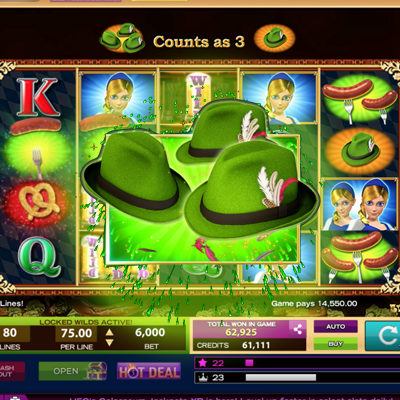 Counts as 3
K
Wild
Q
Wild
Lines!
Game pays 14,550.00
LOCKED WILDS ACTIVE!
80
75.00
6,000
LINES
PER LINE
BET
TOTAL WON IN GAME
62,925
CREDITS 61,111
AUTO
BUY
OUT
OPEN
HOT DEAL
22
23